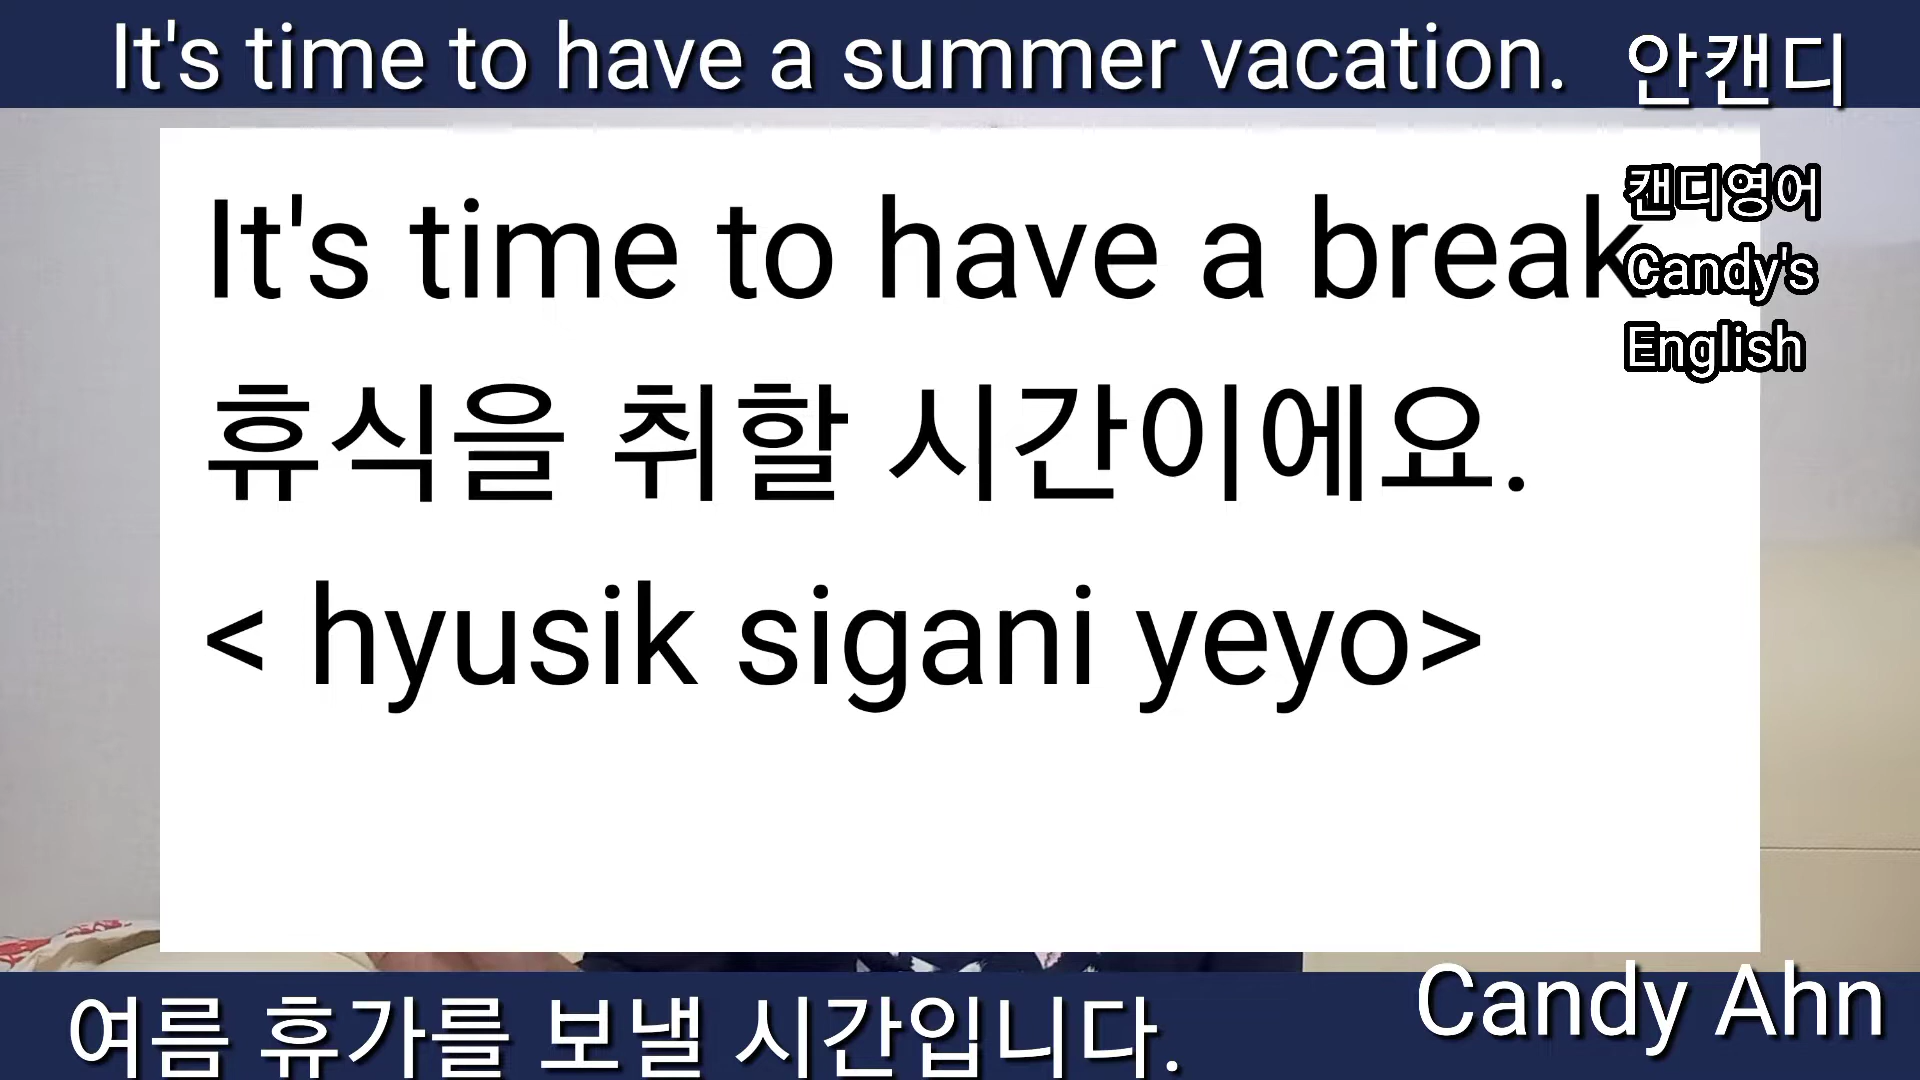 It's time to have a summer vacation.
안캔디
캔디영어
Candy's
English
It's time to have a break.
휴식을 취할 시간이에요.
< hyusik sigani yeyo>
Candy Ahn
여름 휴가를 보낼 시간입니다.